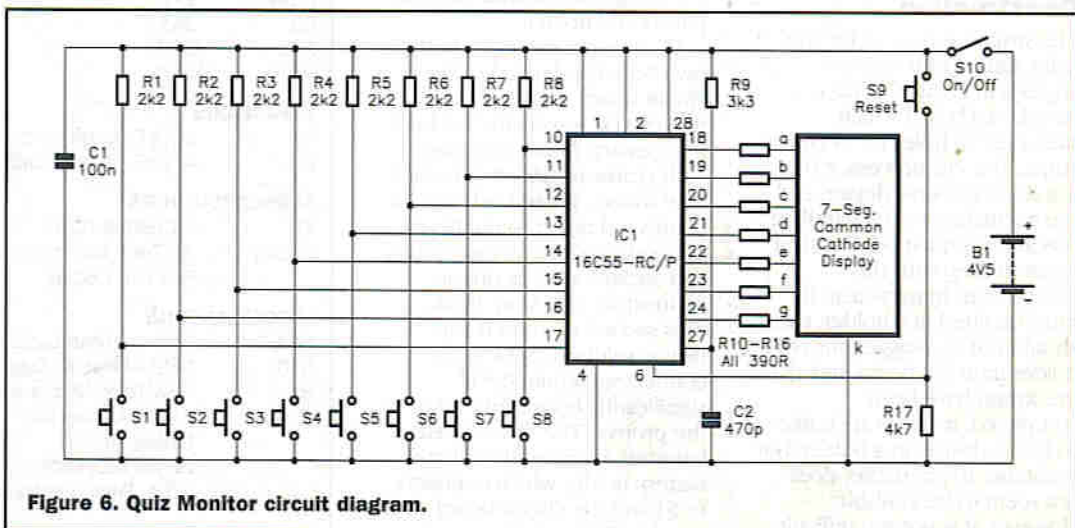 R1 2k2
R2 2k2
R3 2k2
R4 2k2
R5 2k2
R6 2k2
R7 2k2
R8 2k2
R9 3k3
S10 On/Off
S9 Reset
C1 100n
1 2 28
10 18 a
11 19 b
12 20 c
13 21 d
14 22 e
15 23 f
16 24 g
17 27
4 6
IC1
16C55-RC/P
7-Seg.
Common
Cathode
Display
k
R10-R16
All 390R
+
B1
4V5
C2
470p
R17
4k7
S1 S2 S3 S4 S5 S6 S7 S8
Figure 6. Quiz Monitor circuit diagram.